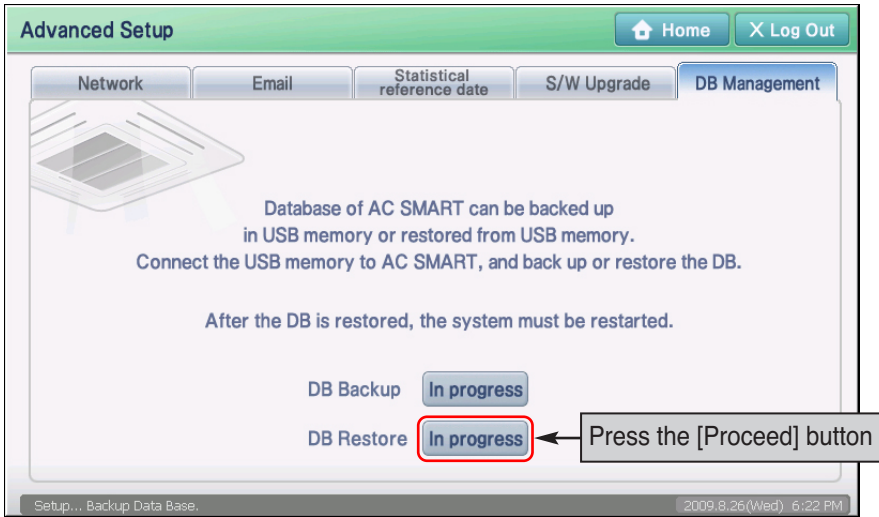 Advanced Setup
Home
X Log Out
Network
Email
Statistical
reference date
S/W Upgrade
DB Management
Database of AC SMART can be backed up
in USB memory or restored from USB memory.
Connect the USB memory to AC SMART, and back up or restore the DB.
After the DB is restored, the system must be restarted.
DB Backup
In progress
DB Restore
In progress
Press the [Proceed] button
Setup... Backup Data Base.
2009.8.26(Wed) 6:22 PM